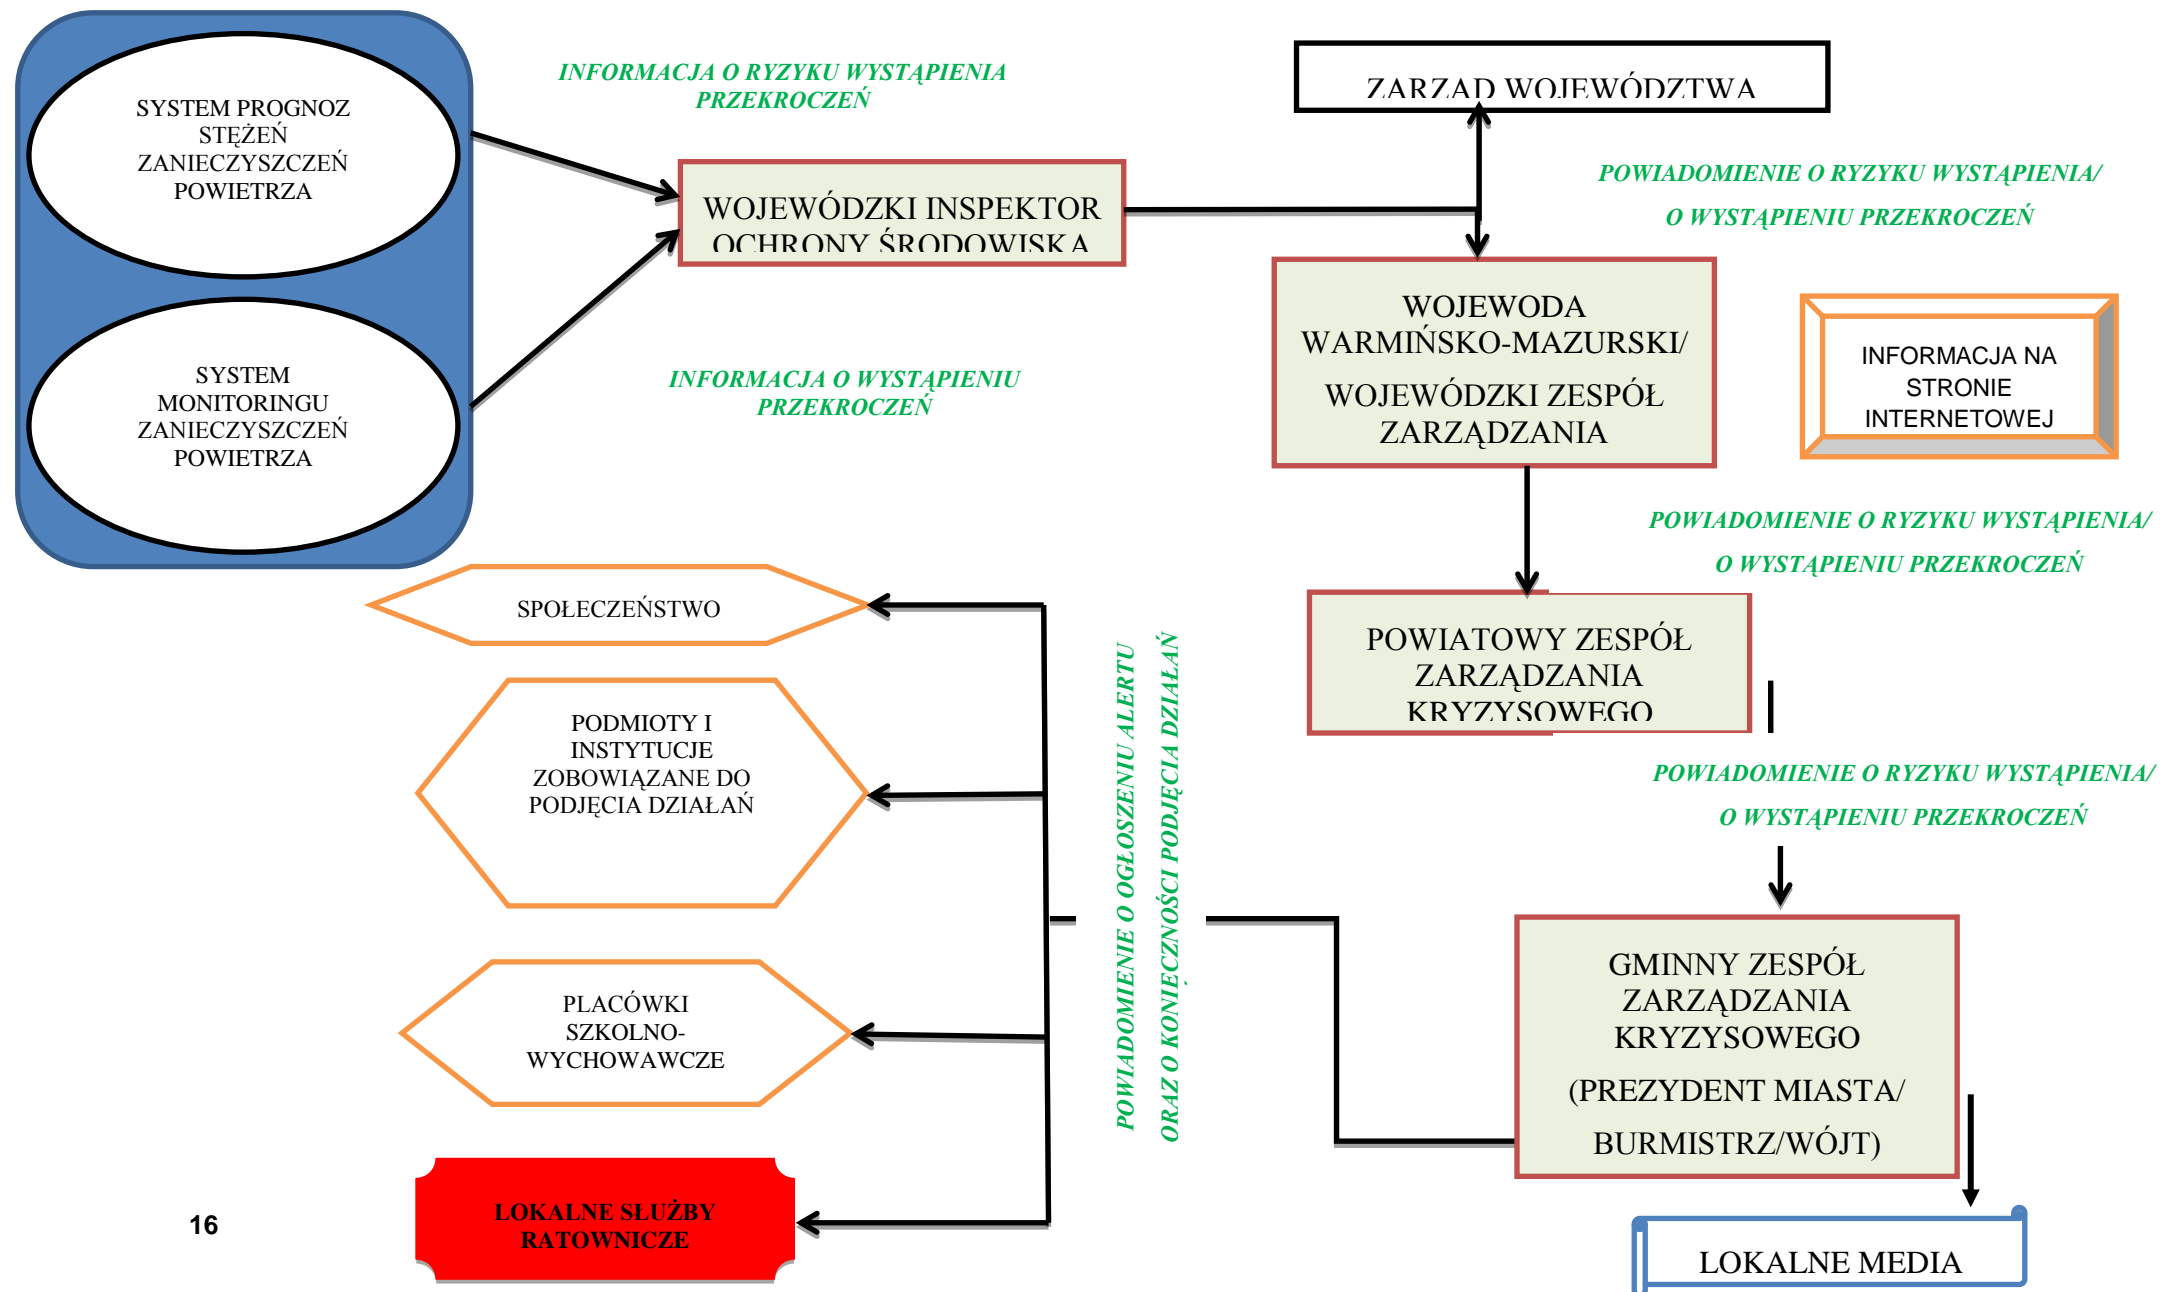 SYSTEM PROGNOZ
STĘŻEŃ
ZANIECZYSZCZEŃ
POWIETRZA
SYSTEM
MONITORINGU
ZANIECZYSZCZEŃ
POWIETRZA
INFORMACJA O RYZYKU WYSTĄPIENIA
PRZEKROCZEŃ
WOJEWÓDZKI INSPEKTOR
OCHRONY ŚRODOWISKA
INFORMACJA O WYSTĄPIENIU
PRZEKROCZEŃ
ZARZĄD WOJEWÓDZTWA
POWIADOMIENIE O RYZYKU WYSTĄPIENIA/
O WYSTĄPIENIU PRZEKROCZEŃ
WOJEWODA
WARMIŃSKO-MAZURSKI/
WOJEWÓDZKI ZESPÓŁ
ZARZĄDZANIA
INFORMACJA NA
STRONIE
INTERNETOWEJ
POWIADOMIENIE O RYZYKU WYSTĄPIENIA/
O WYSTĄPIENIU PRZEKROCZEŃ
POWIATOWY ZESPÓŁ
ZARZĄDZANIA
KRYZYSOWEGO
POWIADOMIENIE O RYZYKU WYSTĄPIENIA/
O WYSTĄPIENIU PRZEKROCZEŃ
GMINNY ZESPÓŁ
ZARZĄDZANIA
KRYZYSOWEGO
(PREZYDENT MIASTA/
BURMISTRZ/WÓJT)
LOKALNE MEDIA
POWIADOMIENIE O OGŁOSZENIU ALERTU
ORAZ O KONIECZNOŚCI PODJĘCIA DZIAŁAŃ
SPOŁECZEŃSTWO
PODMIOTY I
INSTYTUCJE
ZOBOWIĄZANE DO
PODJĘCIA DZIAŁAŃ
PLACÓWKI
SZKOLNO-
WYCHOWAWCZE
LOKALNE SŁUŻBY
RATOWNICZE
16